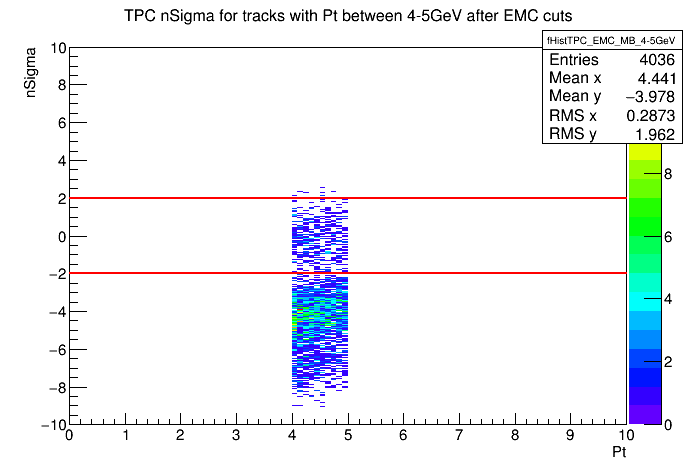 TPC nSigma for tracks with Pt between 4-5GeV after EMC cuts
fHistTPC_EMC_MB_4-5GeV
Entries 4036
Mean x 4.441
Mean y −3.978
RMS x 0.2873
RMS y 1.962
nSigma
10
8
6
4
2
0
−2
−4
−6
−8
−10
0 1 2 3 4 5 6 7 8 9 10
Pt
8
6
4
2
0